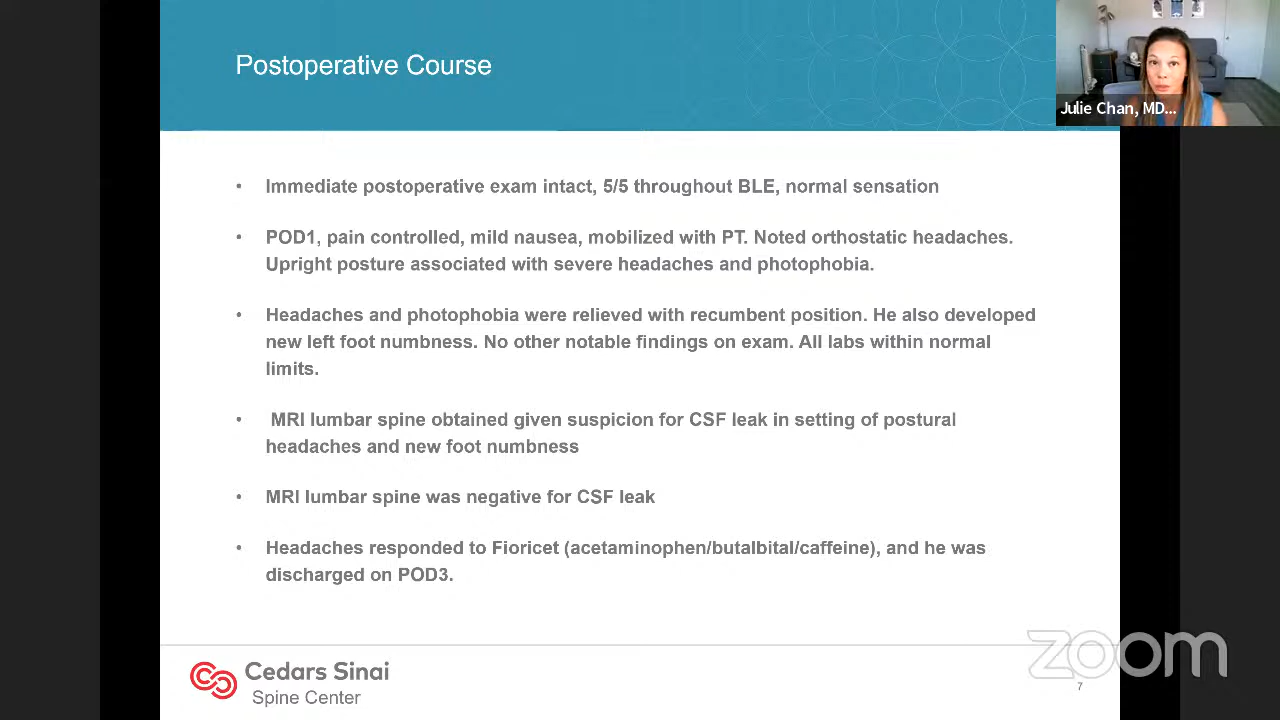 Postoperative Course
Julie Chan, MD...
• Immediate postoperative exam intact, 5/5 throughout BLE, normal sensation
• POD1, pain controlled, mild nausea, mobilized with PT. Noted orthostatic headaches.
Upright posture associated with severe headaches and photophobia.
• Headaches and photophobia were relieved with recumbent position. He also developed
new left foot numbness. No other notable findings on exam. All labs within normal
limits.
• MRI lumbar spine obtained given suspicion for CSF leak in setting of postural
headaches and new foot numbness
• MRI lumbar spine was negative for CSF leak
• Headaches responded to Fioricet (acetaminophen/butalbital/caffeine), and he was
discharged on POD3.
Cedars Sinai
Spine Center
zoom
7